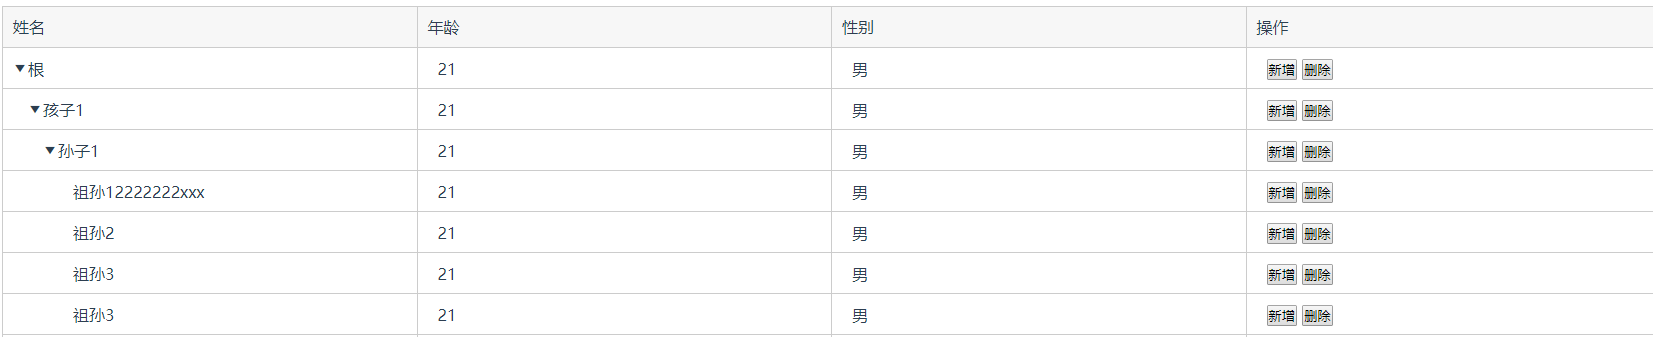 姓名 年龄 性别 操作
根 21 男 新增 删除
孩子1 21 男 新增 删除
孙子1 21 男 新增 删除
祖孙12222222xxx 21 男 新增 删除
祖孙2 21 男 新增 删除
祖孙3 21 男 新增 删除
祖孙3 21 男 新增 删除